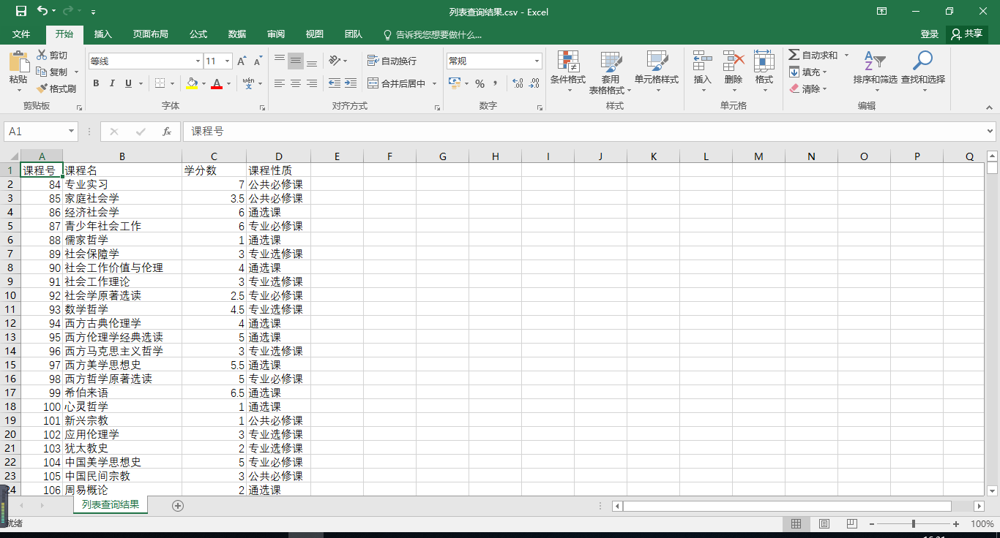 列表查询结果.csv - Excel
文件 开始 插入 页面布局 公式 数据 审阅 视图 团队 告诉我您想要做什么... 登录 共享
粘贴 剪切 复制 格式刷 剪贴板
等线 11 A A B I U A wén 文 字体
自动换行 合并后居中 对齐方式
常规 % , .00 数字
条件格式 套用 表格格式 单元格样式 样式
插入 删除 格式 单元格
自动求和 填充 清除 排序和筛选 查找和选择 编辑
A1 fx 课程号
A B C D E F G H I J K L M N O P Q
1 课程号 课程名 学分数 课程性质
2 84 专业实习 7 公共必修课
3 85 家庭社会学 3.5 公共必修课
4 86 经济社会学 6 通选课
5 87 青少年社会工作 6 专业必修课
6 88 儒家哲学 1 通选课
7 89 社会保障学 3 专业选修课
8 90 社会工作价值与伦理 4 通选课
9 91 社会工作理论 3 专业选修课
10 92 社会学原著选读 2.5 专业必修课
11 93 数学哲学 4.5 专业选修课
12 94 西方古典伦理学 4 通选课
13 95 西方伦理学经典选读 5 通选课
14 96 西方马克思主义哲学 3 专业选修课
15 97 西方美学思想史 5.5 通选课
16 98 西方哲学原著选读 5 专业必修课
17 99 希伯来语 6.5 通选课
18 100 心灵哲学 1 通选课
19 101 新兴宗教 1 公共必修课
20 102 应用伦理学 3 专业选修课
21 103 犹太教史 2 专业选修课
22 104 中国美学思想史 5 专业必修课
23 105 中国民间宗教 3 公共必修课
24 106 周易概论 2 通选课
列表查询结果
就绪 100%